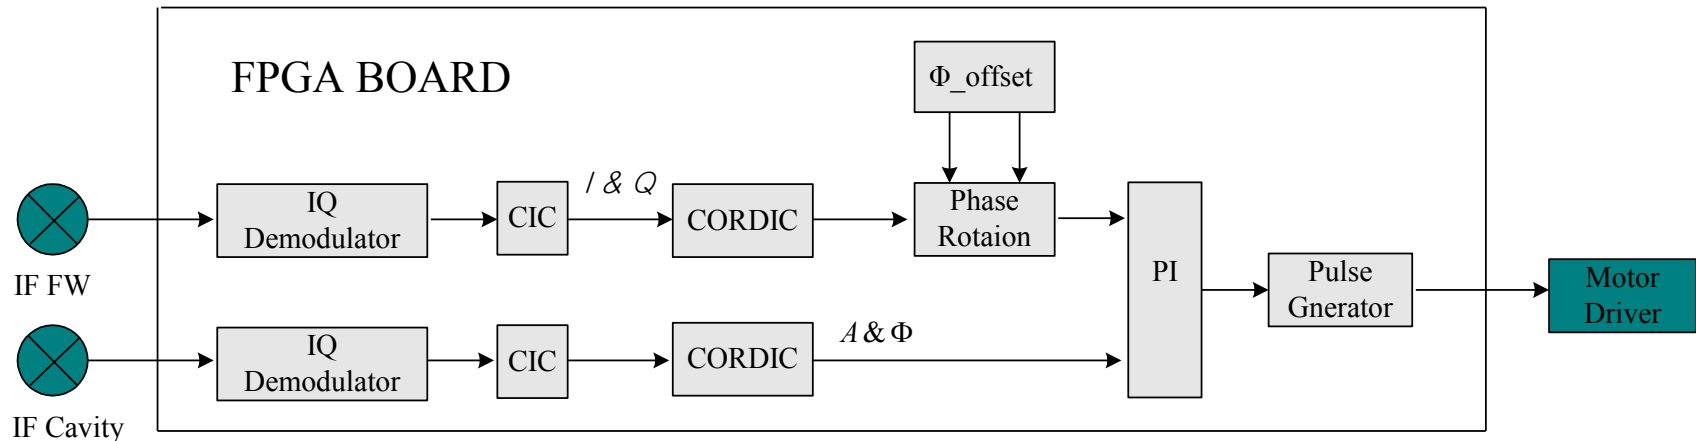 FPGA BOARD
Φ_offset
I & Q
IQ
Demodulator
CIC
CORDIC
Phase
Rotaion
IF FW
PI
Pulse
Gnerator
Motor
Driver
IQ
Demodulator
CIC
CORDIC
A & Φ
IF Cavity